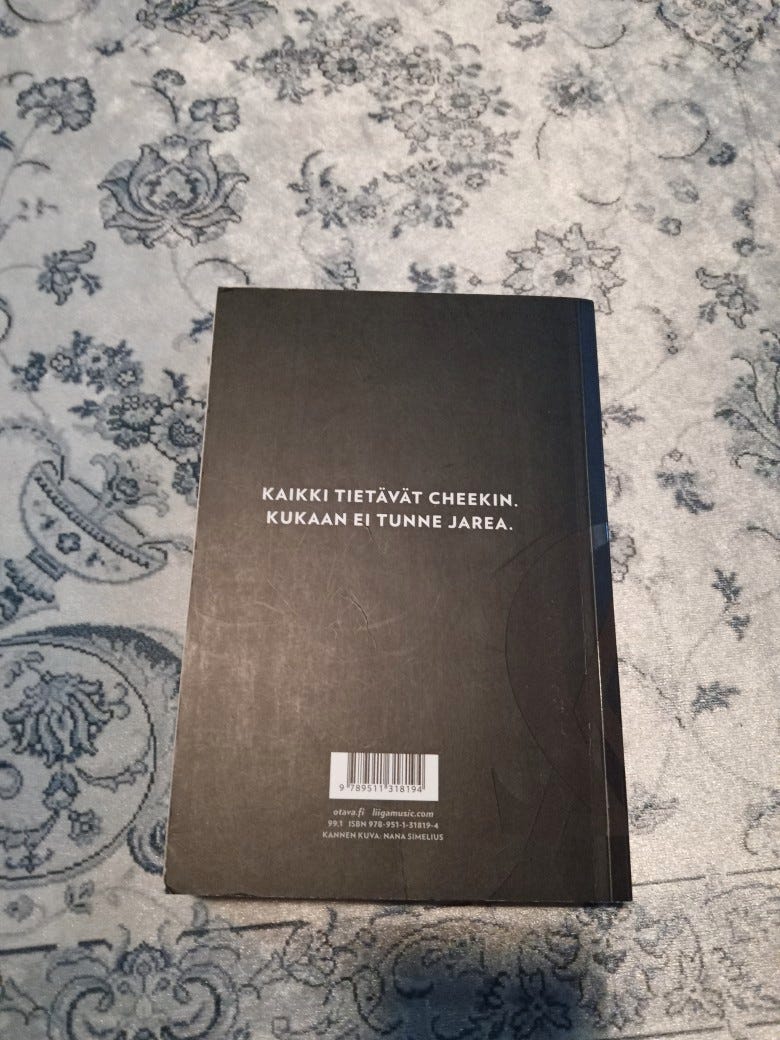 KAIKKI TIETÄVÄT CHEEKIN.
KUKAAN EI TUNNE JAREA.
9 789511 318194
otava.fi liigamusic.com
99.1 ISBN 978-951-1-31819-4
KANNEN KUVA: NANA SIMELIUS